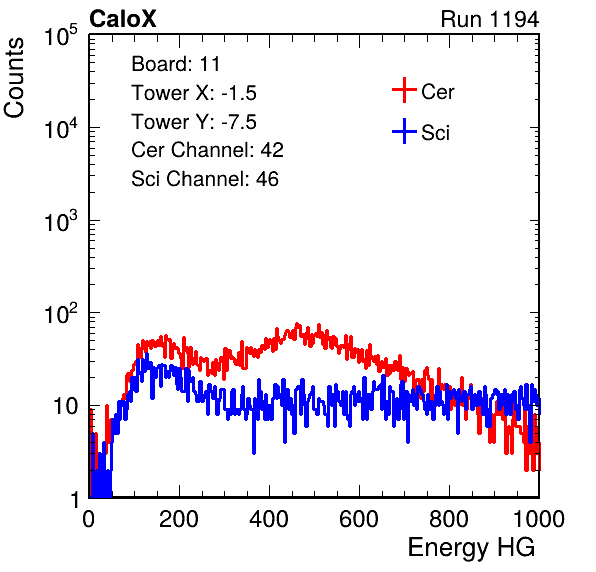 CaloX Run 1194
Counts
Board: 11
Tower X: -1.5
Tower Y: -7.5
Cer Channel: 42
Sci Channel: 46
Cer
Sci
10^5
10^4
10^3
10^2
10
1
0 200 400 600 800 1000
Energy HG